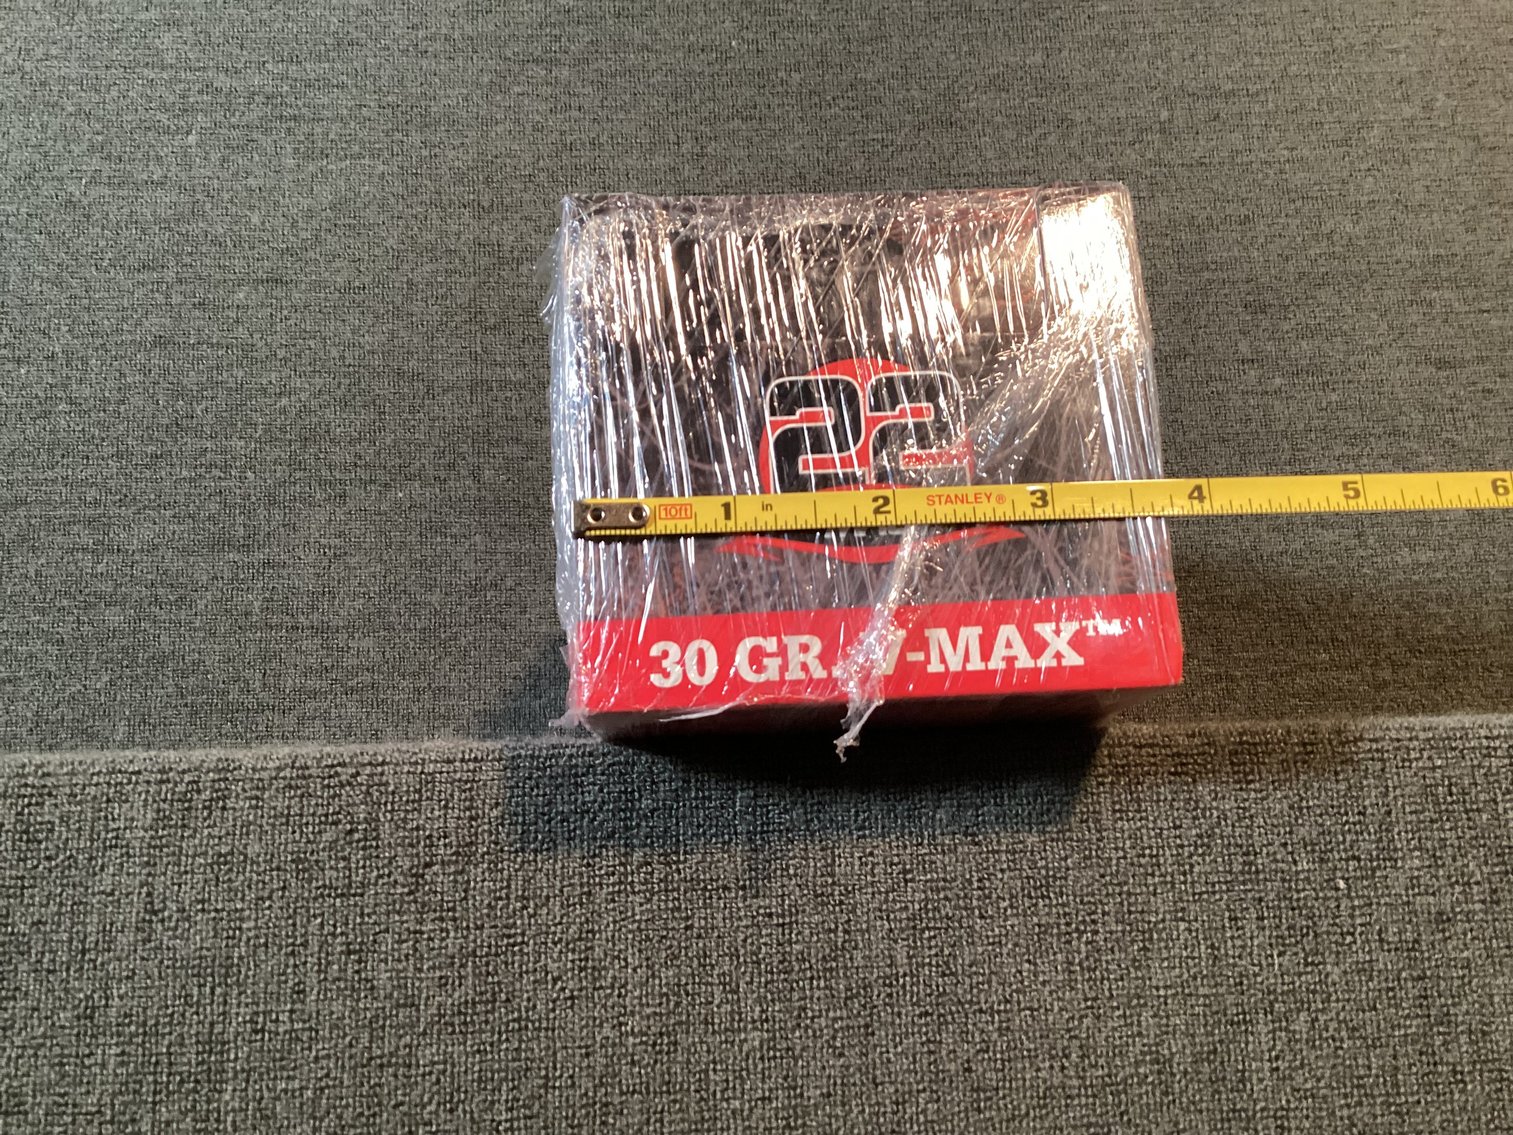 22
10ft 1 in 2 STANLEY® 3 4 5 6
30 GR. V-MAX™